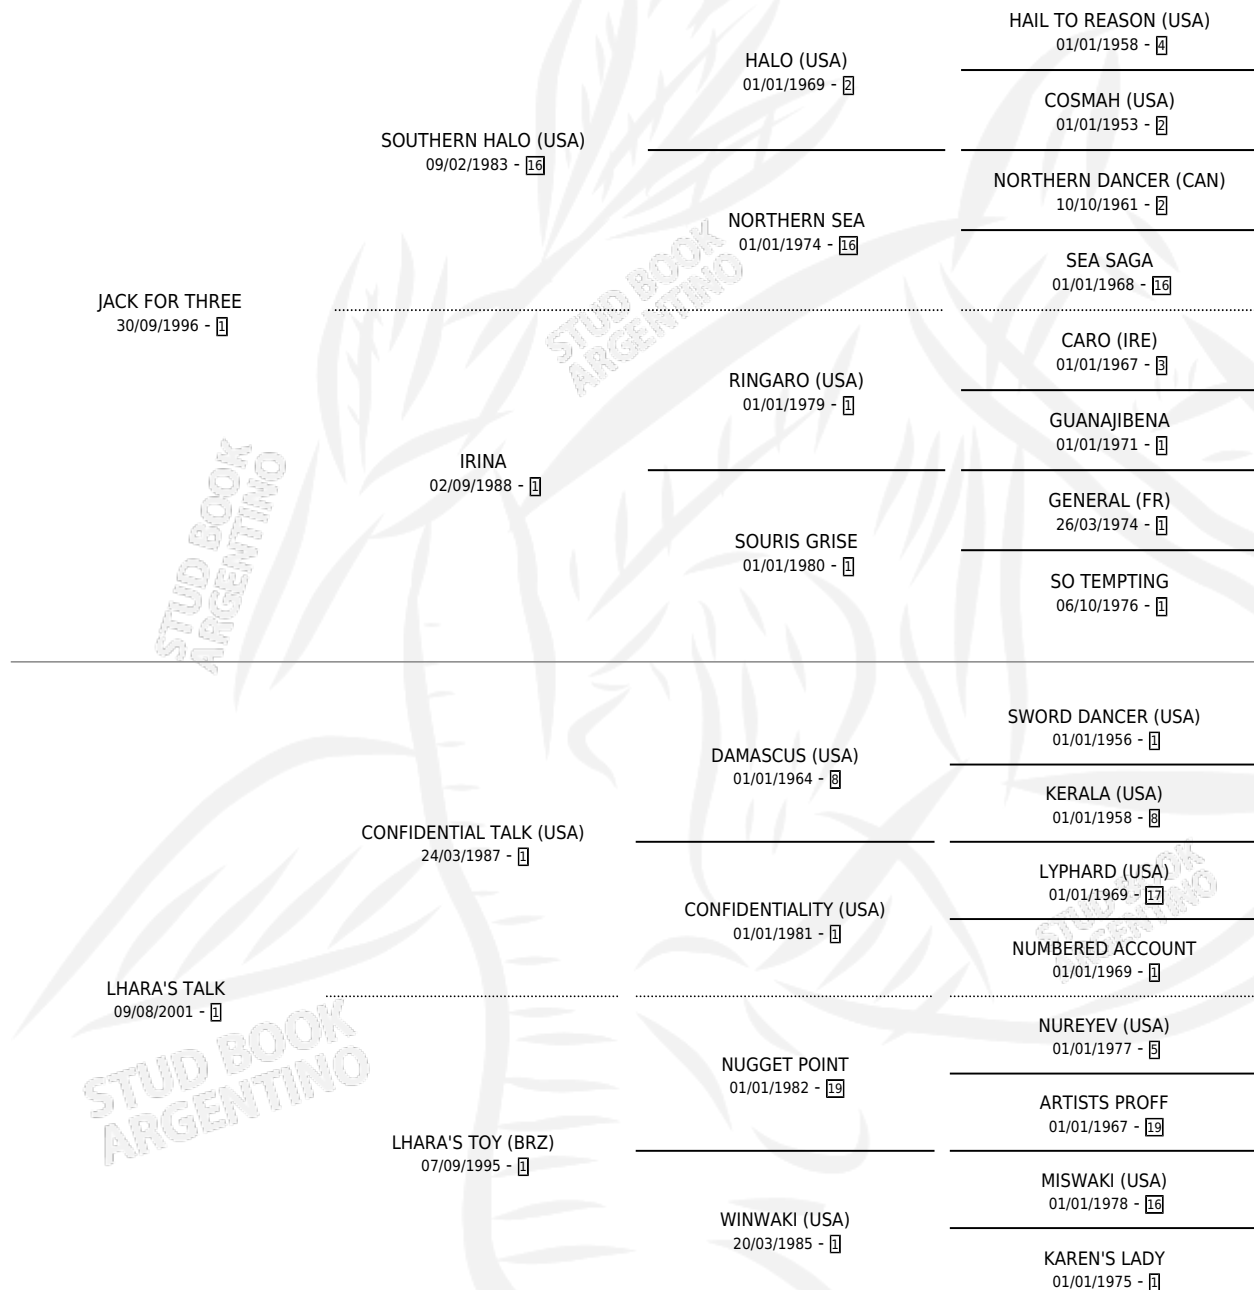 HAIL TO REASON (USA)
01/01/1958 - 4
HALO (USA)
01/01/1969 - 2
COSMAH (USA)
01/01/1953 - 2
SOUTHERN HALO (USA)
09/02/1983 - 16
NORTHERN DANCER (CAN)
10/10/1961 - 2
NORTHERN SEA
01/01/1974 - 16
SEA SAGA
01/01/1968 - 16
JACK FOR THREE
30/09/1996 - 1
CARO (IRE)
01/01/1967 - 3
RINGARO (USA)
01/01/1979 - 1
GUANAJIBENA
01/01/1971 - 1
IRINA
02/09/1988 - 1
GENERAL (FR)
26/03/1974 - 1
SOURIS GRISE
01/01/1980 - 1
SO TEMPTING
06/10/1976 - 1
STUD BOOK
ARGENTINO
STUD BOOK
ARGENTINO
SWORD DANCER (USA)
01/01/1956 - 1
DAMASCUS (USA)
01/01/1964 - 8
KERALA (USA)
01/01/1958 - 8
CONFIDENTIAL TALK (USA)
24/03/1987 - 1
LYPHARD (USA)
01/01/1969 - 17
CONFIDENTIALITY (USA)
01/01/1981 - 1
NUMBERED ACCOUNT
01/01/1969 - 1
LHARA'S TALK
09/08/2001 - 1
NUREYEV (USA)
01/01/1977 - 5
NUGGET POINT
01/01/1982 - 19
ARTISTS PROFF
01/01/1967 - 19
LHARA'S TOY (BRZ)
07/09/1995 - 1
MISWAKI (USA)
01/01/1978 - 16
WINWAKI (USA)
20/03/1985 - 1
KAREN'S LADY
01/01/1975 - 1
STUD BOOK
ARGENTINO
STUD BOOK
ARGENTINO